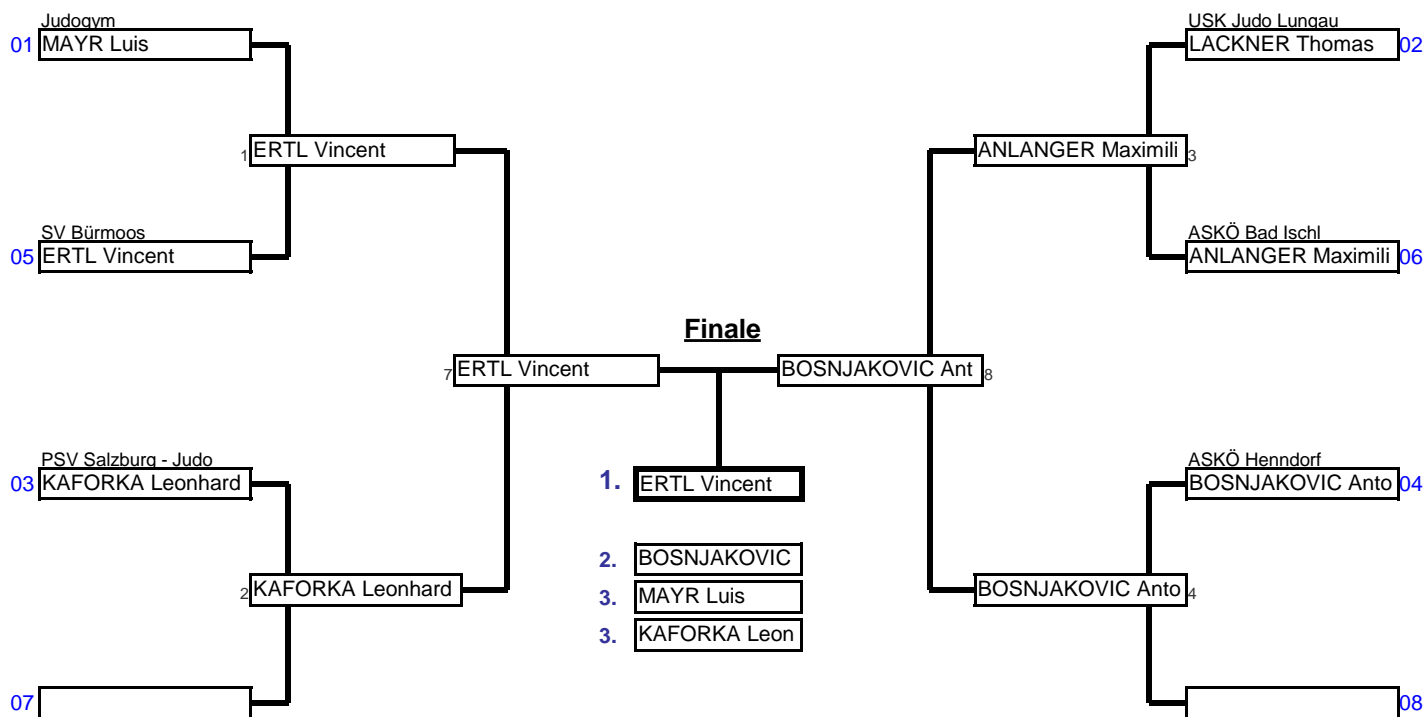 Judogym
USK Judo Lungau
01 MAYR Luis
LACKNER Thomas 02
1 ERTL Vincent
ANLANGER Maximili 3
SV Bürmoos
ASKÖ Bad Ischl
05 ERTL Vincent
ANLANGER Maximili 06
Finale
7 ERTL Vincent
BOSNJAKOVIC Ant 8
PSV Salzburg - Judo
ASKÖ Henndorf
03 KAFORKA Leonhard
1. ERTL Vincent
BOSNJAKOVIC Anto 04
2. BOSNJAKOVIC
2 KAFORKA Leonhard
3. MAYR Luis
BOSNJAKOVIC Anto 4
3. KAFORKA Leon
07
08